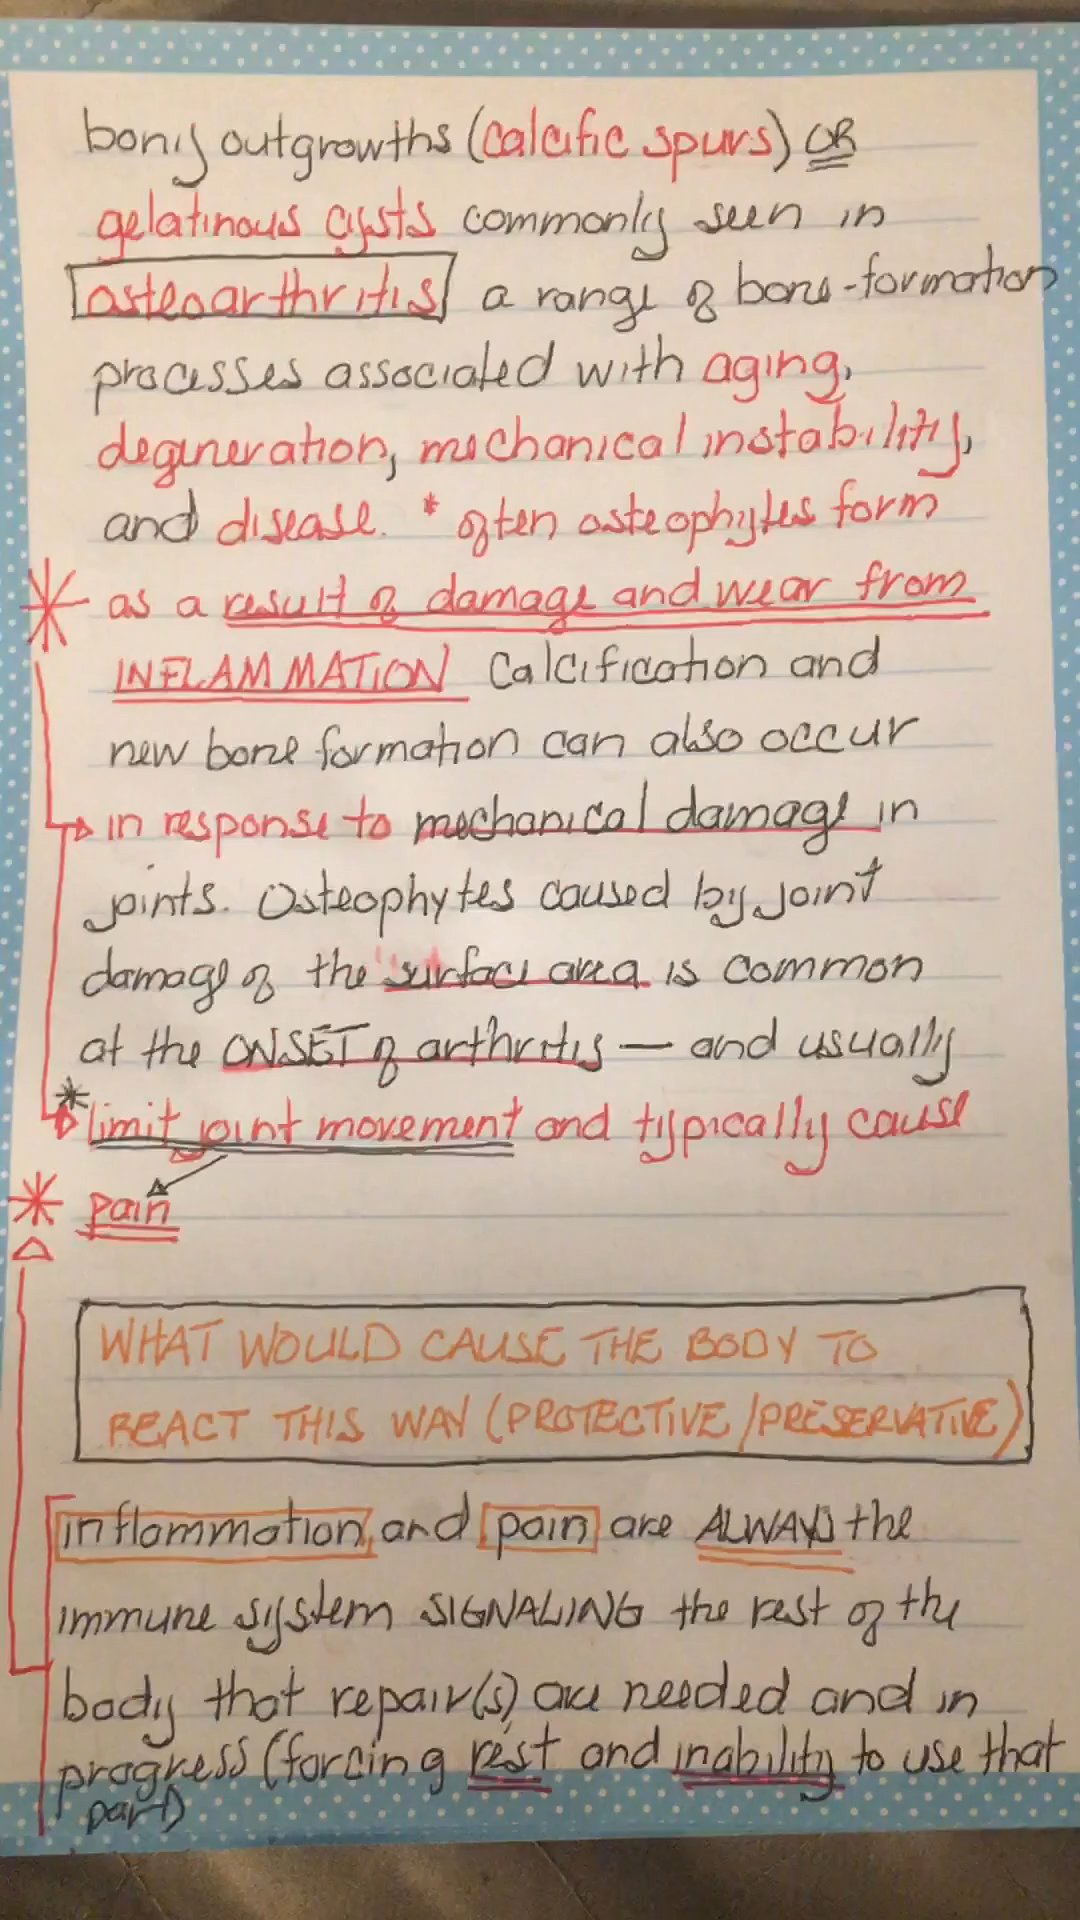 bony outgrowths (calcific spurs) OR
gelatinous cysts commonly seen in
osteoarthritis a range of bone-formation
processes associated with aging,
degeneration, mechanical instability,
and disease. * often osteophytes form
* as a result of damage and wear from
INFLAMMATION Calcification and
new bone formation can also occur
in response to mechanical damage in
joints. Osteophytes caused by joint
damage of the surface area is common
at the ONSET of arthritis — and usually
* limit joint movement and typically cause
* pain
WHAT WOULD CAUSE THE BODY TO
REACT THIS WAY (PROTECTIVE/PRESERVATIVE)
inflammation, and pain are ALWAYS the
immune system SIGNALING the rest of the
body that repair(s) are needed and in
progress (forcing rest and inability to use that
part)